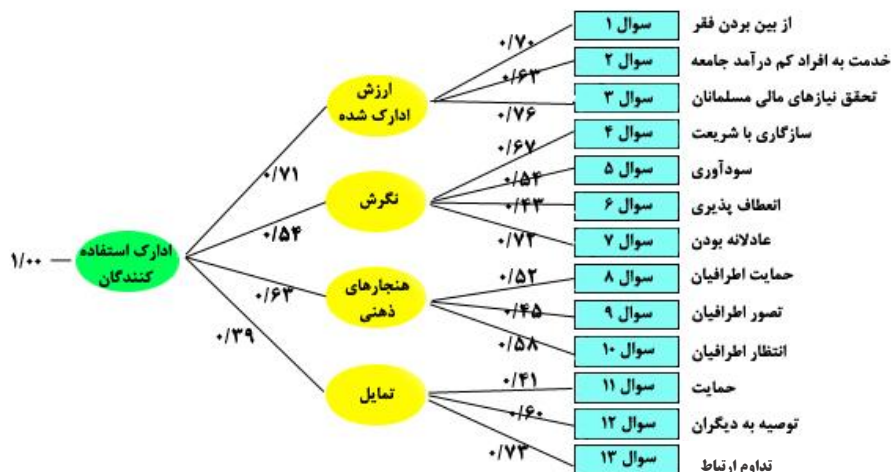 سوال ۱ از بین بردن فقر
۰/۷۰
سوال ۲ خدمت به افراد کم درآمد جامعه
۰/۶۳
ارزش
ادارک شده
سوال ۳ تحقق نیازهای مالی مسلمانان
۰/۷۶
سوال ۴ سازگاری با شریعت
۰/۶۷
۰/۷۱
سوال ۵ سودآوری
۰/۵۴
نگرش
سوال ۶ انعطاف پذیری
۰/۴۳
۰/۵۴
سوال ۷ عادلانه بودن
۰/۷۲
۱/۰۰
ادارک استفاده
کنندگان
سوال ۸ حمایت اطرافیان
۰/۵۲
۰/۶۳
هنجارهای
ذهنی
سوال ۹ تصور اطرافیان
۰/۴۵
سوال ۱۰ انتظار اطرافیان
۰/۵۸
۰/۳۹
سوال ۱۱ حمایت
۰/۴۱
تمایل
سوال ۱۲ توصیه به دیگران
۰/۶۰
سوال ۱۳ تداوم ارتباط
۰/۷۳